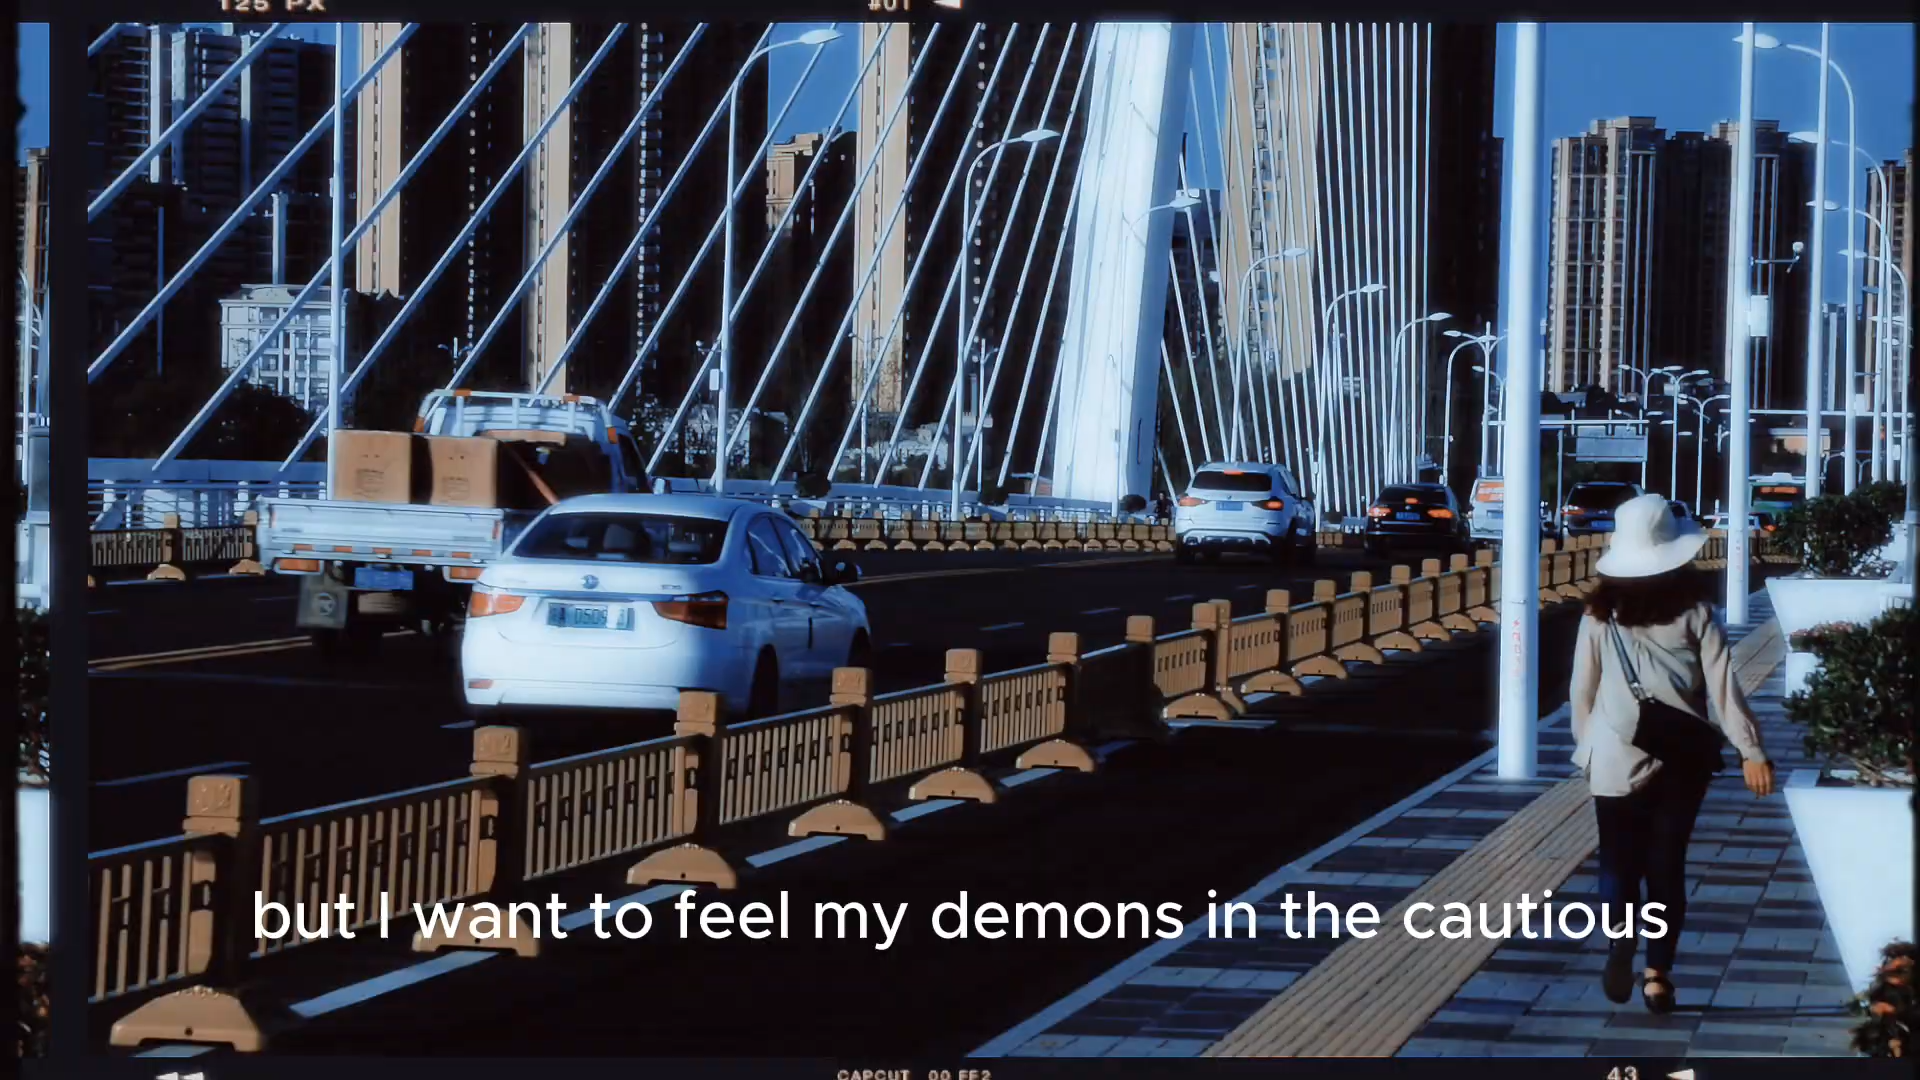 125 PX
#01
but I want to feel my demons in the cautious
CAPCUT 00 FF2
43